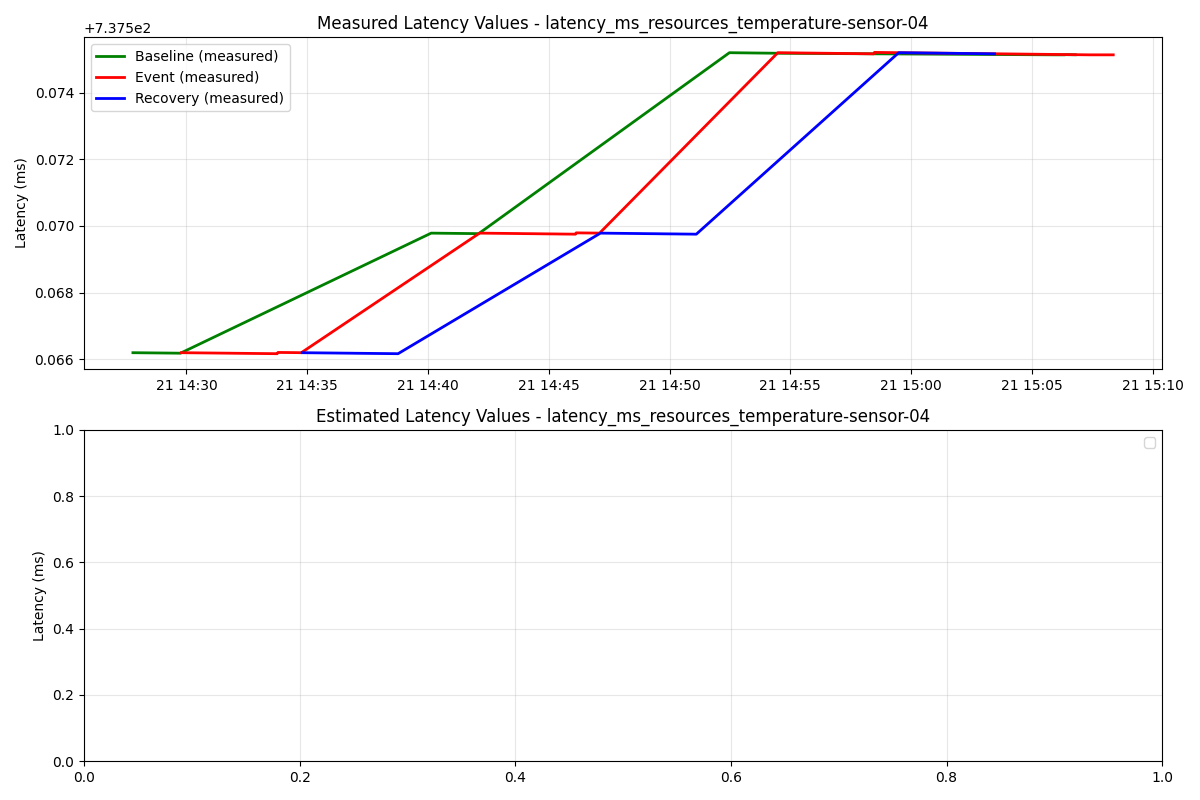 Measured Latency Values - latency_ms_resources_temperature-sensor-04
+7.375e2
Baseline (measured)
Event (measured)
Recovery (measured)
Latency (ms)
0.074
0.072
0.070
0.068
0.066
21 14:30 21 14:35 21 14:40 21 14:45 21 14:50 21 14:55 21 15:00 21 15:05 21 15:10
Estimated Latency Values - latency_ms_resources_temperature-sensor-04
Latency (ms)
1.0
0.8
0.6
0.4
0.2
0.0
0.0 0.2 0.4 0.6 0.8 1.0